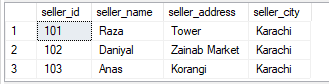 seller_id seller_name seller_address seller_city
1 101 Raza Tower Karachi
2 102 Daniyal Zainab Market Karachi
3 103 Anas Korangi Karachi